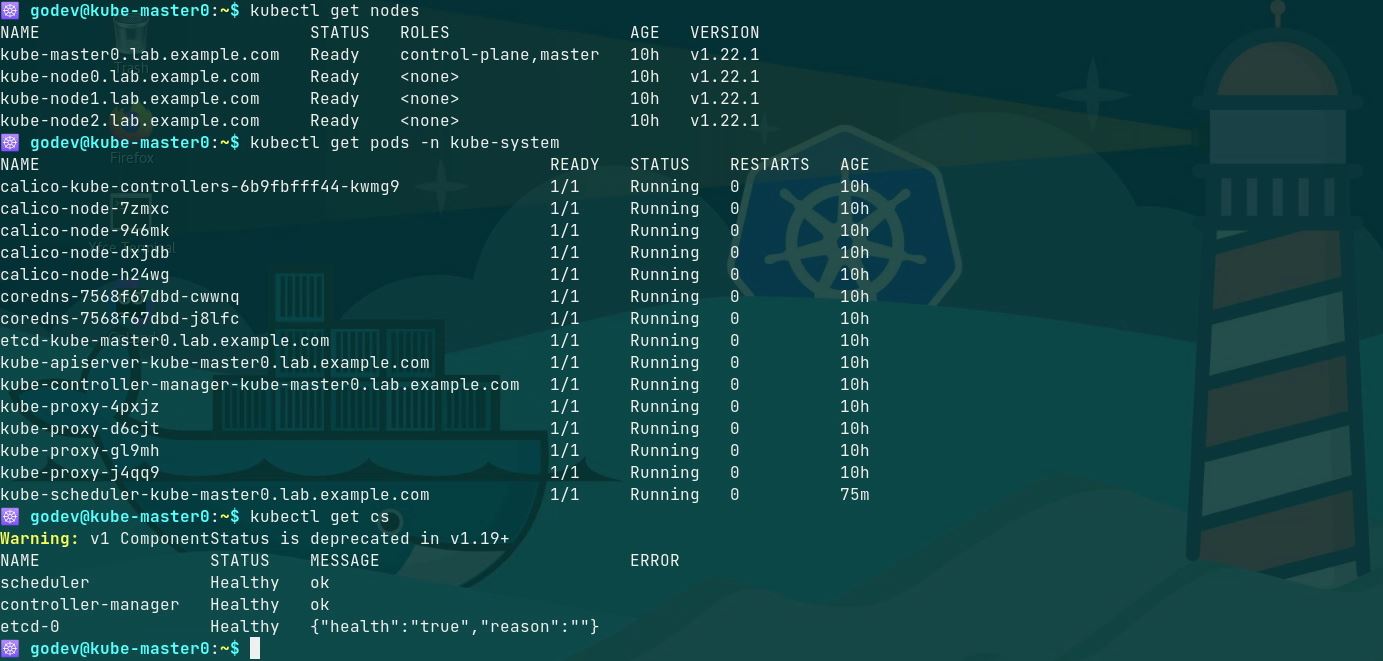 godev@kube-master0:~$ kubectl get nodes
NAME STATUS ROLES AGE VERSION
kube-master0.lab.example.com Ready control-plane,master 10h v1.22.1
kube-node0.lab.example.com Ready <none> 10h v1.22.1
kube-node1.lab.example.com Ready <none> 10h v1.22.1
kube-node2.lab.example.com Ready <none> 10h v1.22.1
godev@kube-master0:~$ kubectl get pods -n kube-system
NAME READY STATUS RESTARTS AGE
calico-kube-controllers-6b9fbfff44-kwmg9 1/1 Running 0 10h
calico-node-7zmxc 1/1 Running 0 10h
calico-node-946mk 1/1 Running 0 10h
calico-node-dxjdb 1/1 Running 0 10h
calico-node-h24wg 1/1 Running 0 10h
coredns-7568f67dbd-cwwnq 1/1 Running 0 10h
coredns-7568f67dbd-j8lfc 1/1 Running 0 10h
etcd-kube-master0.lab.example.com 1/1 Running 0 10h
kube-apiserver-kube-master0.lab.example.com 1/1 Running 0 10h
kube-controller-manager-kube-master0.lab.example.com 1/1 Running 0 10h
kube-proxy-4pxjz 1/1 Running 0 10h
kube-proxy-d6cjt 1/1 Running 0 10h
kube-proxy-gl9mh 1/1 Running 0 10h
kube-proxy-j4qq9 1/1 Running 0 10h
kube-scheduler-kube-master0.lab.example.com 1/1 Running 0 75m
godev@kube-master0:~$ kubectl get cs
Warning: v1 ComponentStatus is deprecated in v1.19+
NAME STATUS MESSAGE ERROR
scheduler Healthy ok
controller-manager Healthy ok
etcd-0 Healthy {"health":"true","reason":""}
godev@kube-master0:~$
Trash
Firefox
Xfce Terminal